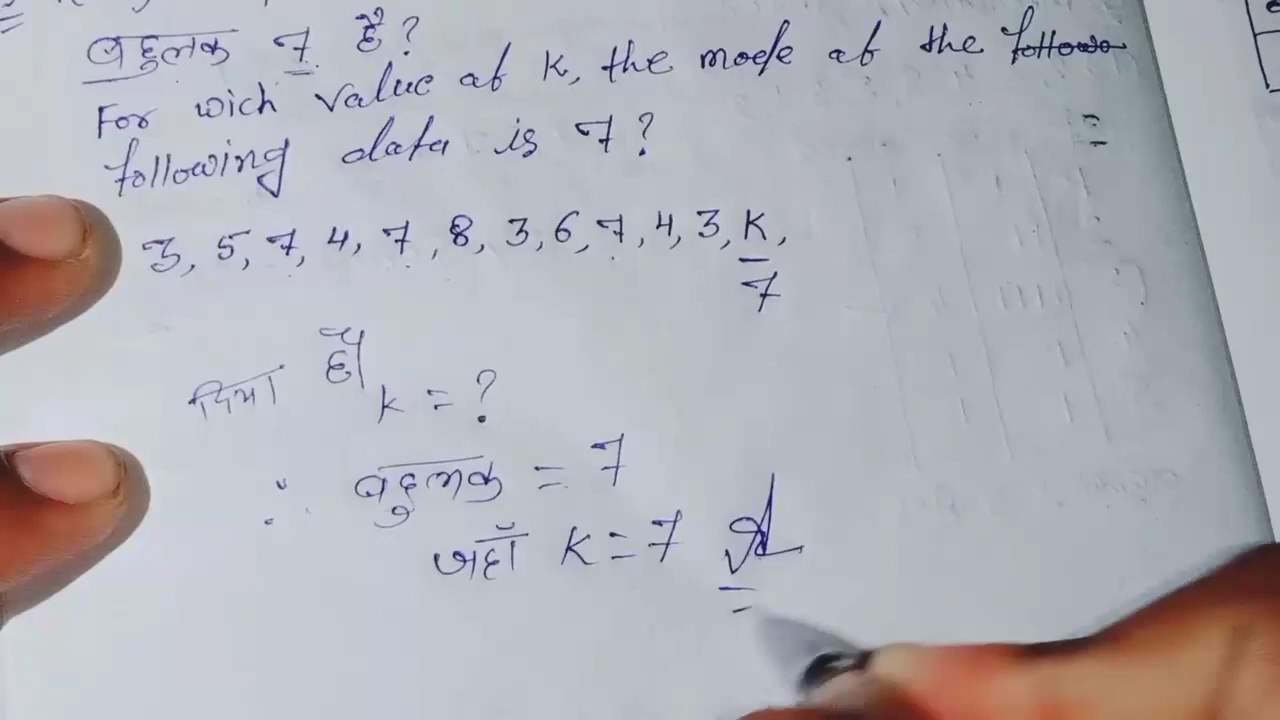 बहुलक 7 है?
For wich value of K, the mode of the follow
following data is 7?
3, 5, 7, 4, 7, 8, 3, 6, 7, 4, 3, K,
7
दिया है
K = ?
∴ बहुलक = 7
जहाँ K = 7